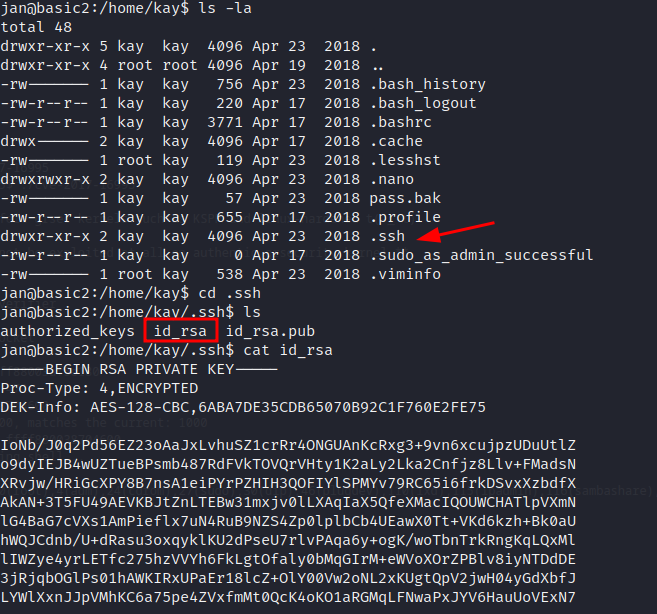 jan@basic2:/home/kay$ ls -la
total 48
drwxr-xr-x 5 kay  kay  4096 Apr 23  2018 .
drwxr-xr-x 4 root root 4096 Apr 19  2018 ..
-rw------- 1 kay  kay   756 Apr 23  2018 .bash_history
-rw-r--r-- 1 kay  kay   220 Apr 17  2018 .bash_logout
-rw-r--r-- 1 kay  kay  3771 Apr 17  2018 .bashrc
drwx------ 2 kay  kay  4096 Apr 17  2018 .cache
-rw------- 1 root kay   119 Apr 23  2018 .lesshst
drwxrwxr-x 2 kay  kay  4096 Apr 23  2018 .nano
-rw------- 1 kay  kay    57 Apr 23  2018 pass.bak
-rw-r--r-- 1 kay  kay   655 Apr 17  2018 .profile
drwxr-xr-x 2 kay  kay  4096 Apr 23  2018 .ssh
-rw-r--r-- 1 kay  kay     0 Apr 17  2018 .sudo_as_admin_successful
-rw------- 1 root kay   538 Apr 23  2018 .viminfo
jan@basic2:/home/kay$ cd .ssh
jan@basic2:/home/kay/.ssh$ ls
authorized_keys  id_rsa  id_rsa.pub
jan@basic2:/home/kay/.ssh$ cat id_rsa
-----BEGIN RSA PRIVATE KEY-----
Proc-Type: 4,ENCRYPTED
DEK-Info: AES-128-CBC,6ABA7DE35CDB65070B92C1F760E2FE75

IoNb/J0q2Pd56EZ23oAaJxLvhuSZ1crRr4ONGUAnKcRxg3+9vn6xcujpzUDuUtlZ
o9dyIEJB4wUZTueBPsmb487RdFVkTOVQrVHty1K2aLy2Lka2Cnfjz8Llv+FMadsN
XRvjw/HRiGcXPY8B7nsA1eiPYrPZHIH3QOFIYlSPMYv79RC65i6frkDSvxXzbdfX
AkAN+3T5FU49AEVKBJtZnLTEBw31mxjv0lLXAqIaX5QfeXMacIQOUWCHATlpVXmN
lG4BaG7cVXs1AmPieflx7uN4RuB9NZS4Zp0lplbCb4UEawX0Tt+VKd6kzh+Bk0aU
hWQJCdnb/U+dRasu3oxqyklKU2dPseU7rlvPAqa6y+ogK/woTbnTrkRngKqLQxMl
lIWZye4yrLETfc275hzVVYh6FkLgtOfaly0bMqGIrM+eWVoXOrZPBlv8iyNTDdDE
3jRjqbOGlPs01hAWKIRxUPaEr18lcZ+OlY00Vw2oNL2xKUgtQpV2jwH04yGdXbfJ
LYWlXxnJJpVMhKC6a75pe4ZVxfmMt0QcK4oKO1aRGMqLFNwaPxJYV6HauUoVExN7